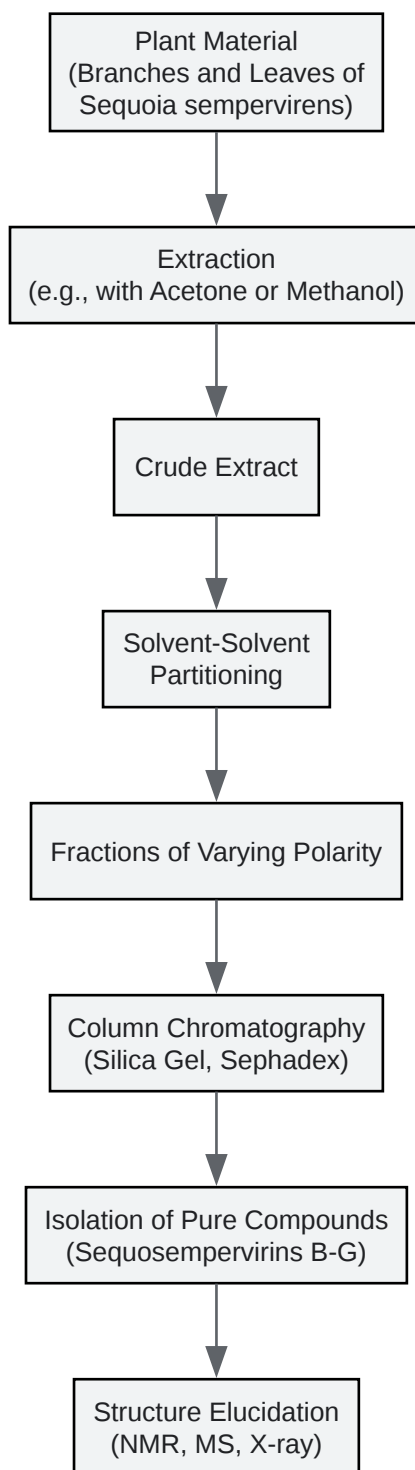 Plant Material
(Branches and Leaves of
Sequoia sempervirens)
Extraction
(e.g., with Acetone or Methanol)
Crude Extract
Solvent-Solvent
Partitioning
Fractions of Varying Polarity
Column Chromatography
(Silica Gel, Sephadex)
Isolation of Pure Compounds
(Sequosempervirins B-G)
Structure Elucidation
(NMR, MS, X-ray)